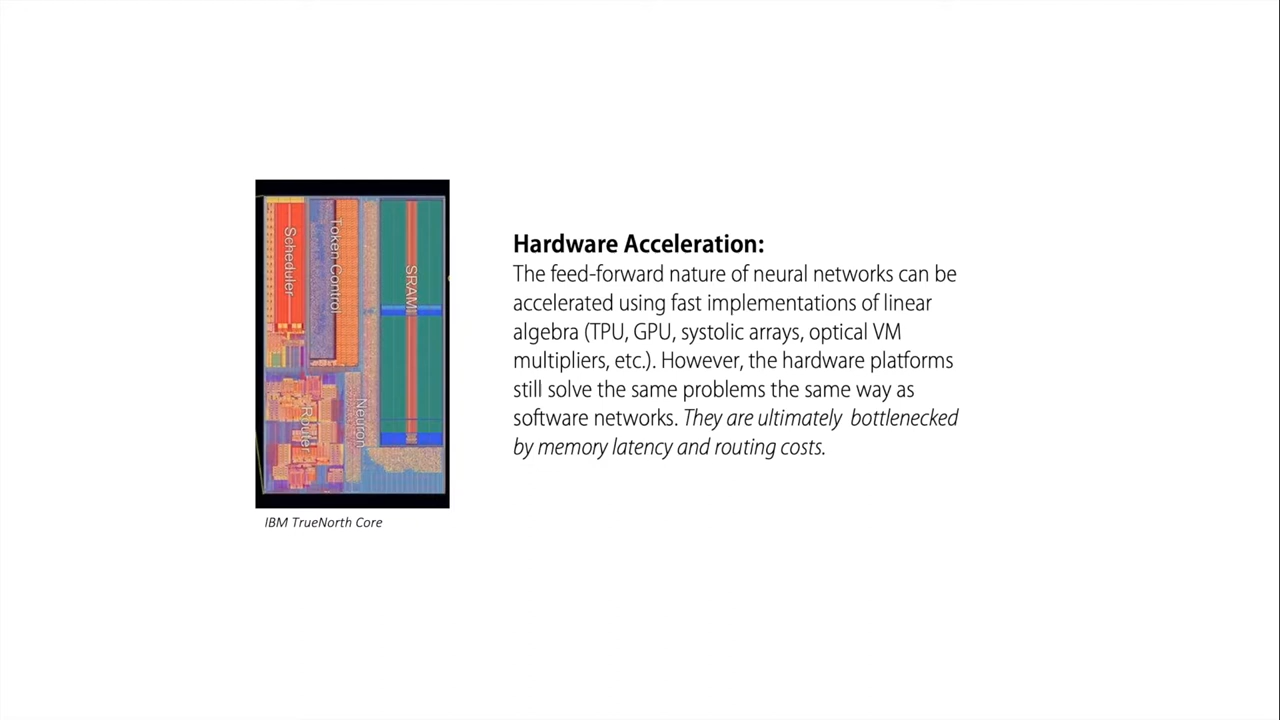 Scheduler
Token Control
SRAM
Router
Neuron
IBM TrueNorth Core
Hardware Acceleration:
The feed-forward nature of neural networks can be
accelerated using fast implementations of linear
algebra (TPU, GPU, systolic arrays, optical VM
multipliers, etc.). However, the hardware platforms
still solve the same problems the same way as
software networks. They are ultimately bottlenecked
by memory latency and routing costs.